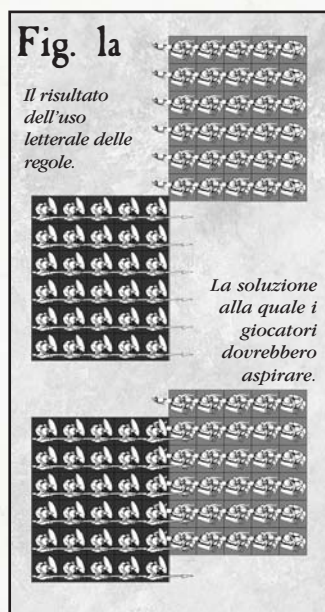 Fig. 1a
Il risultato
dell'uso
letterale delle
regole.
La soluzione
alla quale i
giocatori
dovrebbero
aspirare.